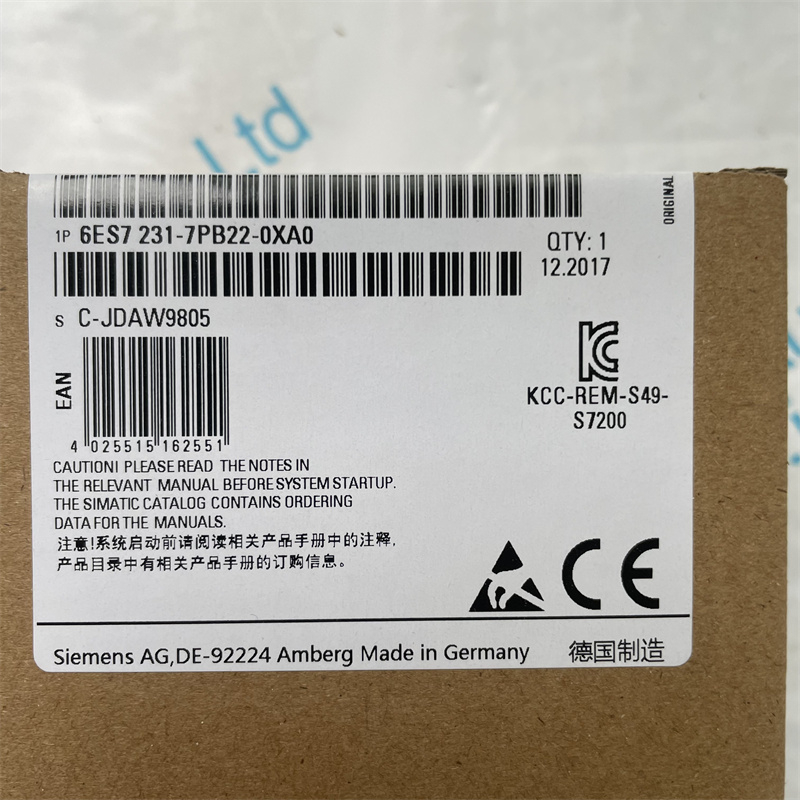 Ltd
ORIGINAL
1P 6ES7 231-7PB22-0XA0
QTY: 1
12.2017
S C-JDAW9805
EAN
4 025515 162551
KCC-REM-S49-
S7200
CAUTION! PLEASE READ THE NOTES IN
THE RELEVANT MANUAL BEFORE SYSTEM STARTUP.
THE SIMATIC CATALOG CONTAINS ORDERING
DATA FOR THE MANUALS.
注意!系统启动前请阅读相关产品手册中的注释,
产品目录中有相关产品手册的订购信息。
CE
Siemens AG,DE-92224 Amberg Made in Germany 德国制造